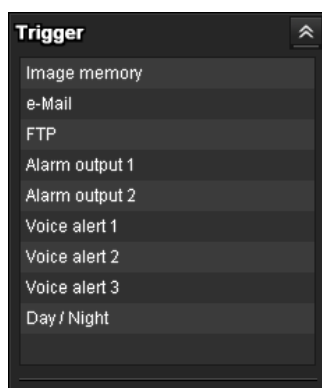 Trigger
Image memory
e-Mail
FTP
Alarm output 1
Alarm output 2
Voice alert 1
Voice alert 2
Voice alert 3
Day / Night